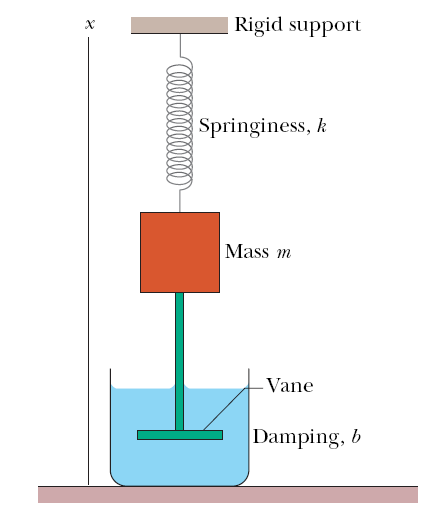 x
Rigid support
Springiness, k
Mass m
Vane
Damping, b